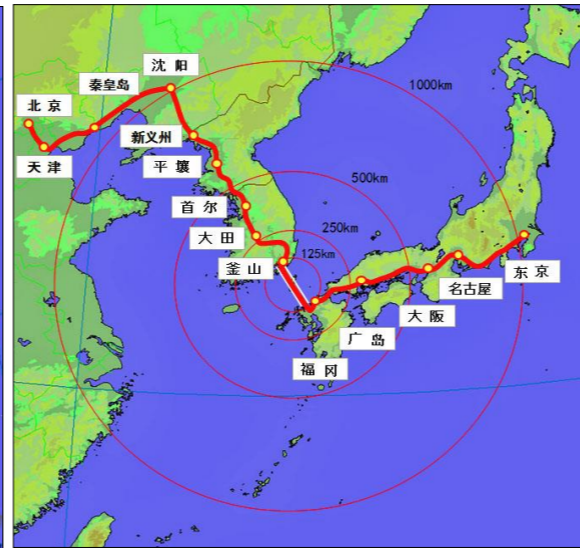 沈 阳
1000km
秦皇岛
北 京
新义州
天 津
平 壤
500km
首 尔
250km
大 田
125km
釜 山
东 京
名古屋
大 阪
广 岛
福 冈